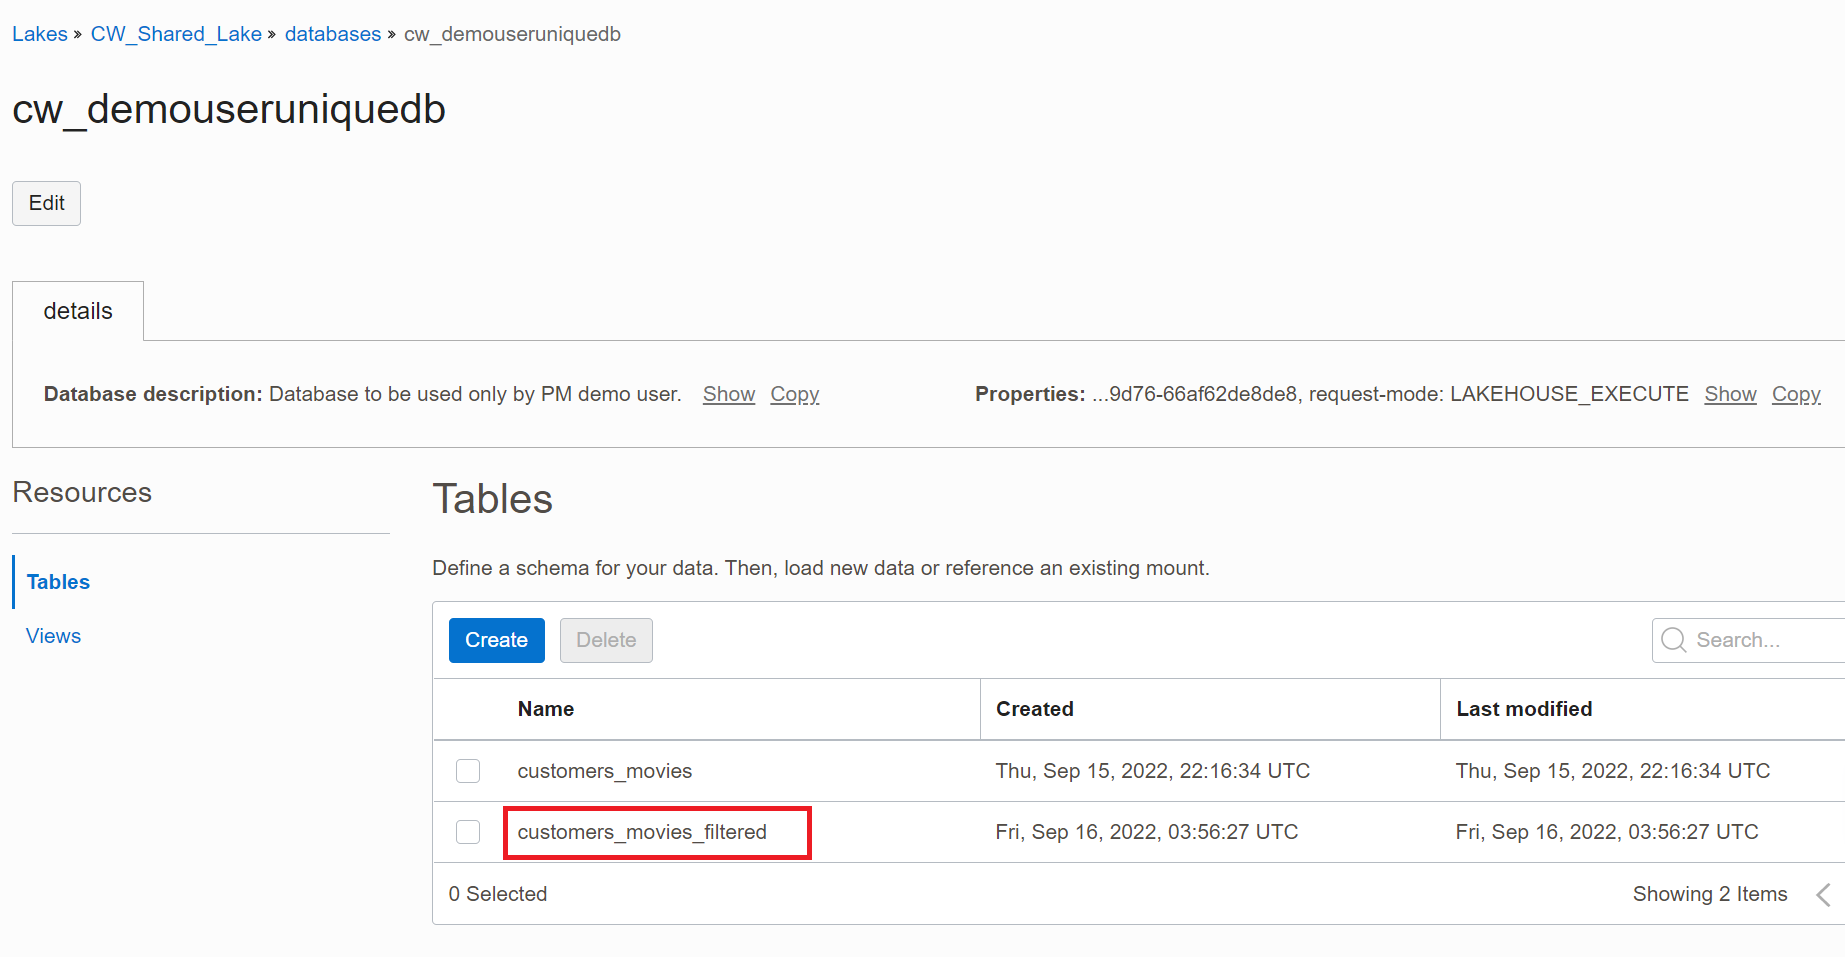 Lakes » CW_Shared_Lake » databases » cw_demouseruniquedb
cw_demouseruniquedb
Edit
details
Database description: Database to be used only by PM demo user. Show Copy
Properties: ...9d76-66af62de8de8, request-mode: LAKEHOUSE_EXECUTE Show Copy
Resources
Tables
Views
Tables
Define a schema for your data. Then, load new data or reference an existing mount.
Create Delete Search...
Name Created Last modified
customers_movies Thu, Sep 15, 2022, 22:16:34 UTC Thu, Sep 15, 2022, 22:16:34 UTC
customers_movies_filtered Fri, Sep 16, 2022, 03:56:27 UTC Fri, Sep 16, 2022, 03:56:27 UTC
0 Selected Showing 2 Items